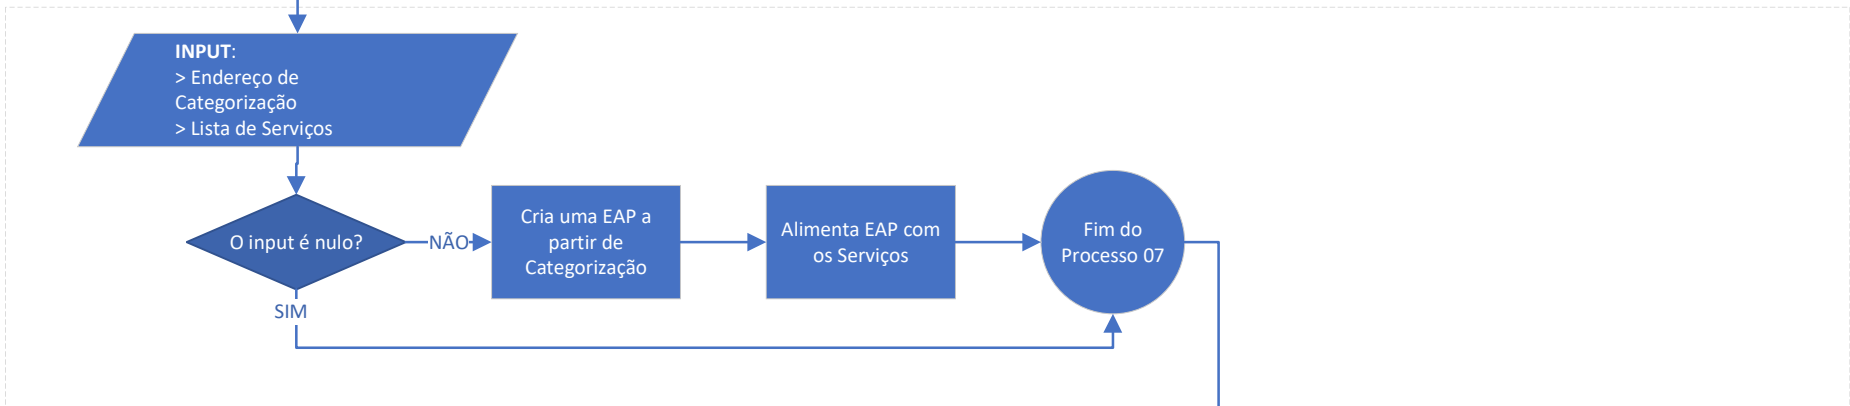 INPUT:
> Endereço de
Categorização
> Lista de Serviços
O input é nulo?
NÃO
Cria uma EAP a
partir de
Categorização
Alimenta EAP com
os Serviços
Fim do
Processo 07
SIM